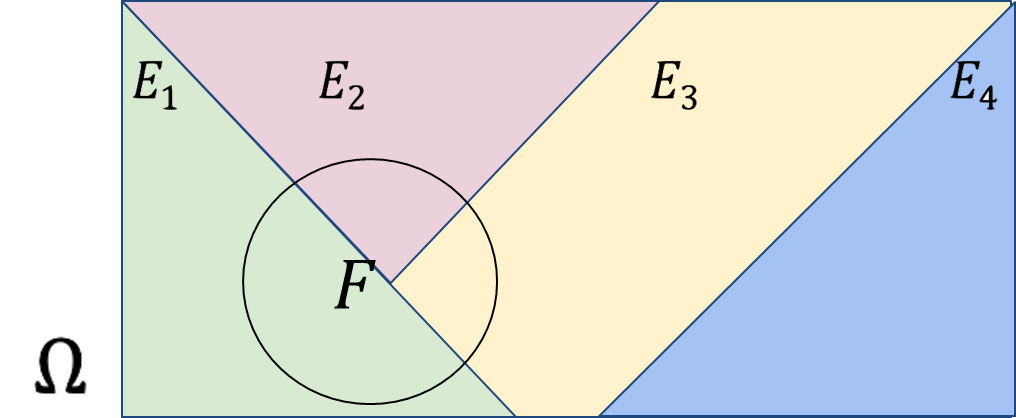 E₁ E₂ E₃ E₄
F
Ω